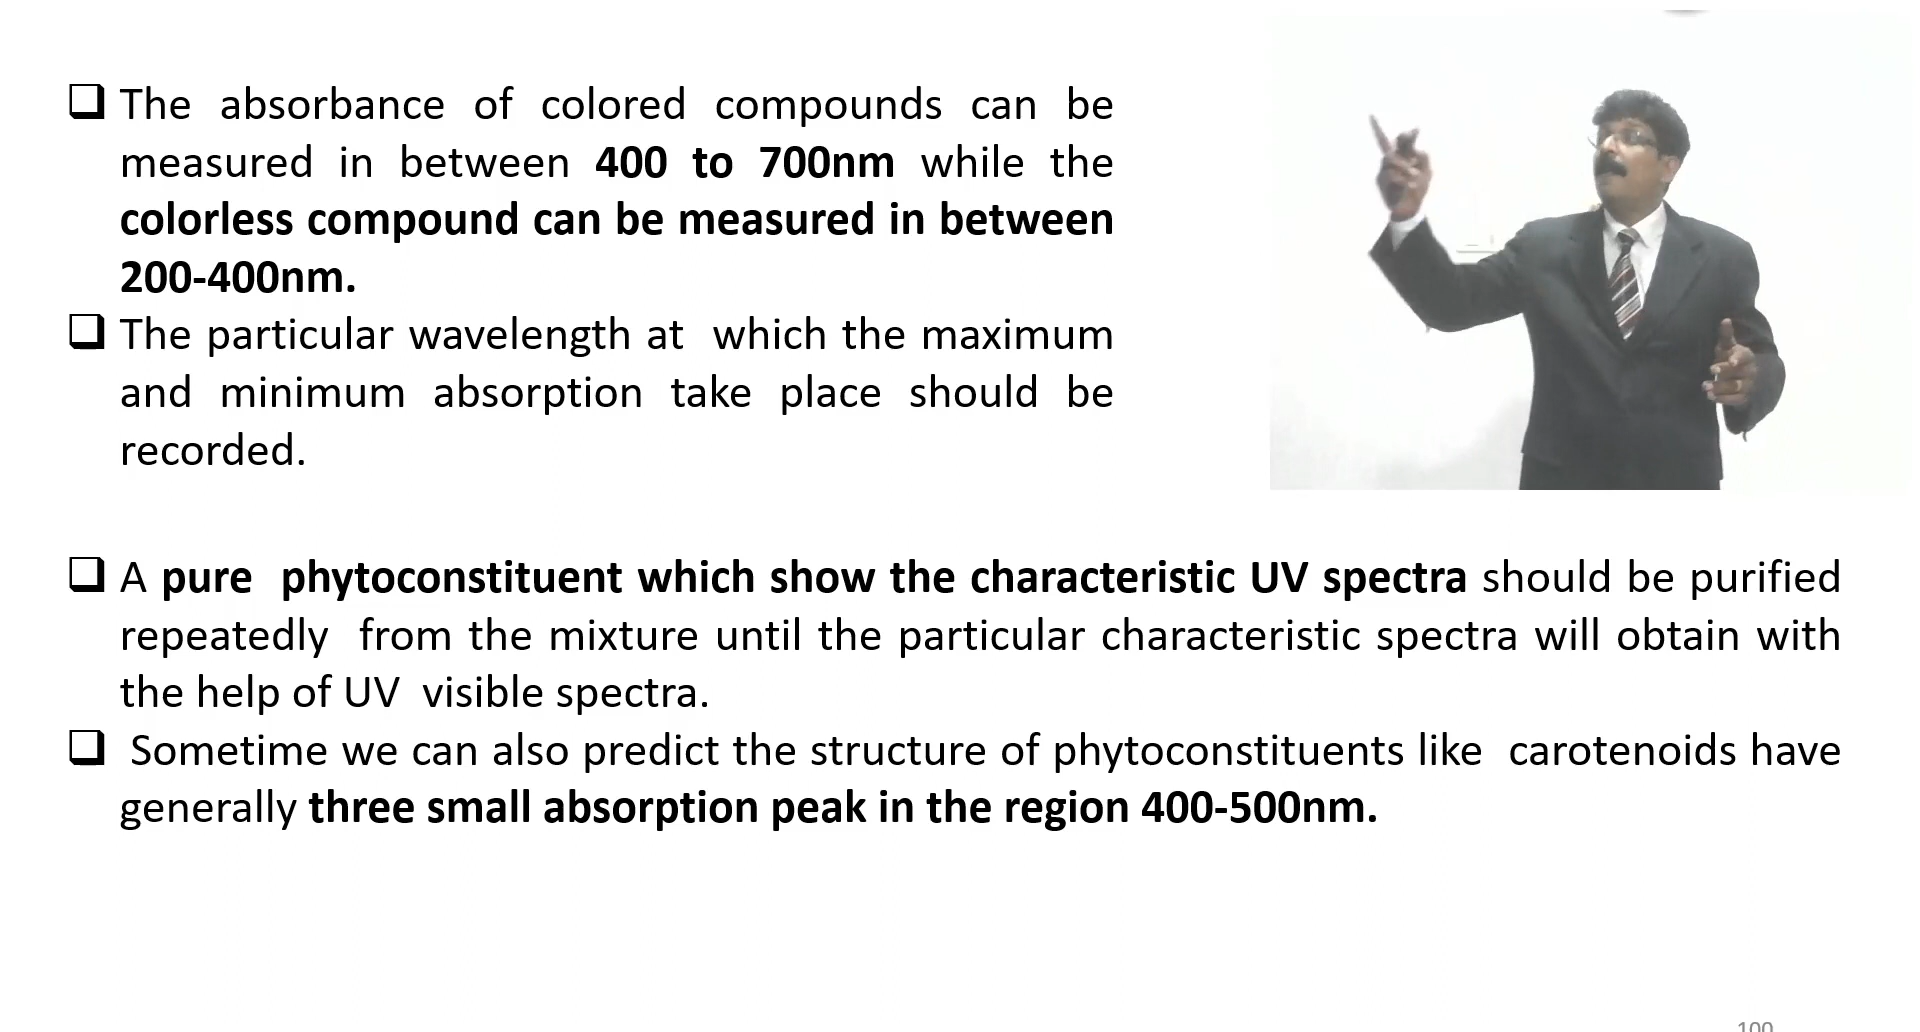 The absorbance of colored compounds can be
measured in between 400 to 700nm while the
colorless compound can be measured in between
200-400nm.
The particular wavelength at which the maximum
and minimum absorption take place should be
recorded.
A pure phytoconstituent which show the characteristic UV spectra should be purified
repeatedly from the mixture until the particular characteristic spectra will obtain with
the help of UV visible spectra.
Sometime we can also predict the structure of phytoconstituents like carotenoids have
generally three small absorption peak in the region 400-500nm.
100